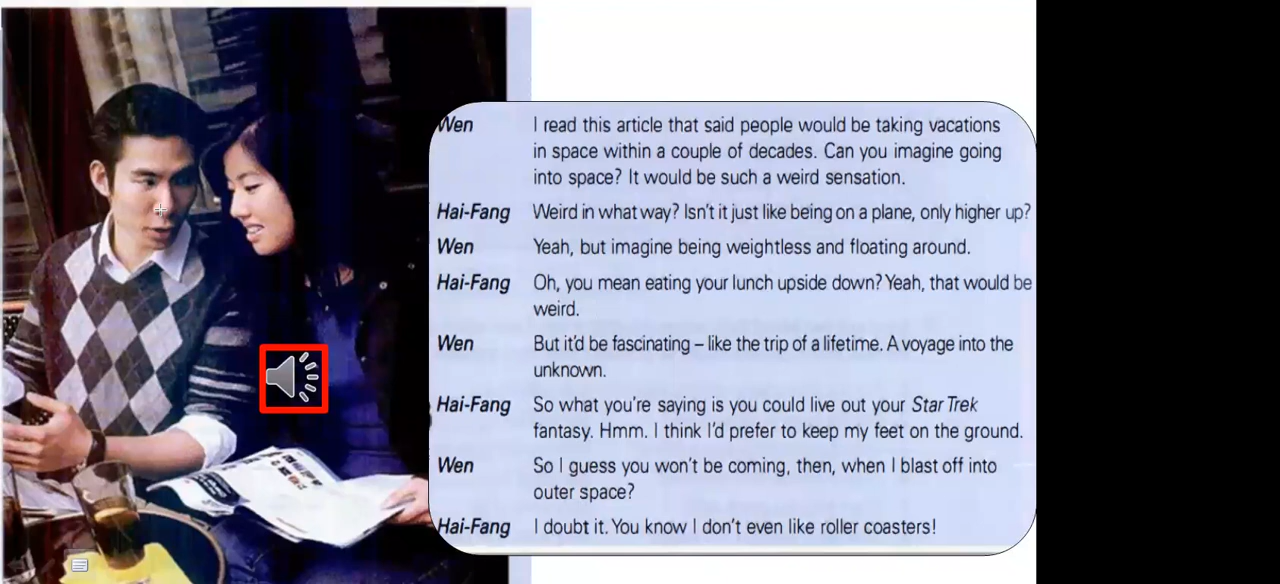 Wen I read this article that said people would be taking vacations
in space within a couple of decades. Can you imagine going
into space? It would be such a weird sensation.
Hai-Fang Weird in what way? Isn't it just like being on a plane, only higher up?
Wen Yeah, but imagine being weightless and floating around.
Hai-Fang Oh, you mean eating your lunch upside down? Yeah, that would be
weird.
Wen But it'd be fascinating – like the trip of a lifetime. A voyage into the
unknown.
Hai-Fang So what you're saying is you could live out your Star Trek
fantasy. Hmm. I think I'd prefer to keep my feet on the ground.
Wen So I guess you won't be coming, then, when I blast off into
outer space?
Hai-Fang I doubt it. You know I don't even like roller coasters!